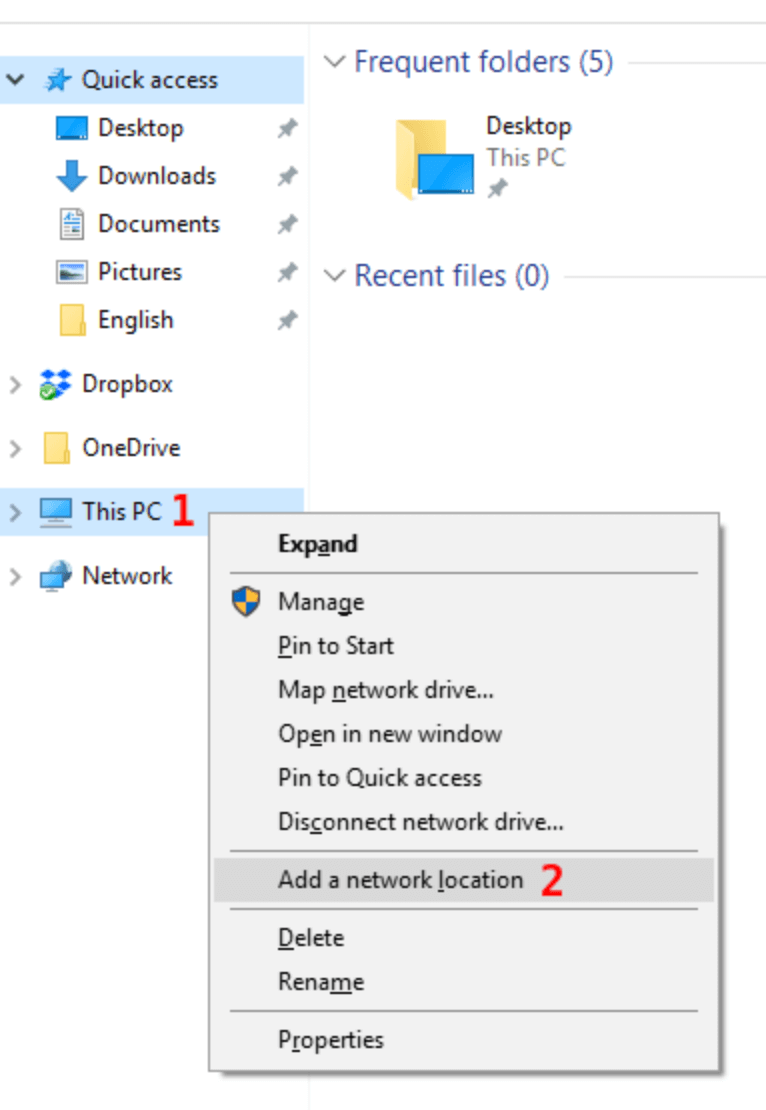 Quick access
Desktop
Downloads
Documents
Pictures
English
Dropbox
OneDrive
This PC 1
Network
Frequent folders (5)
Desktop
This PC
Recent files (0)
Expand
Manage
Pin to Start
Map network drive...
Open in new window
Pin to Quick access
Disconnect network drive...
Add a network location 2
Delete
Rename
Properties